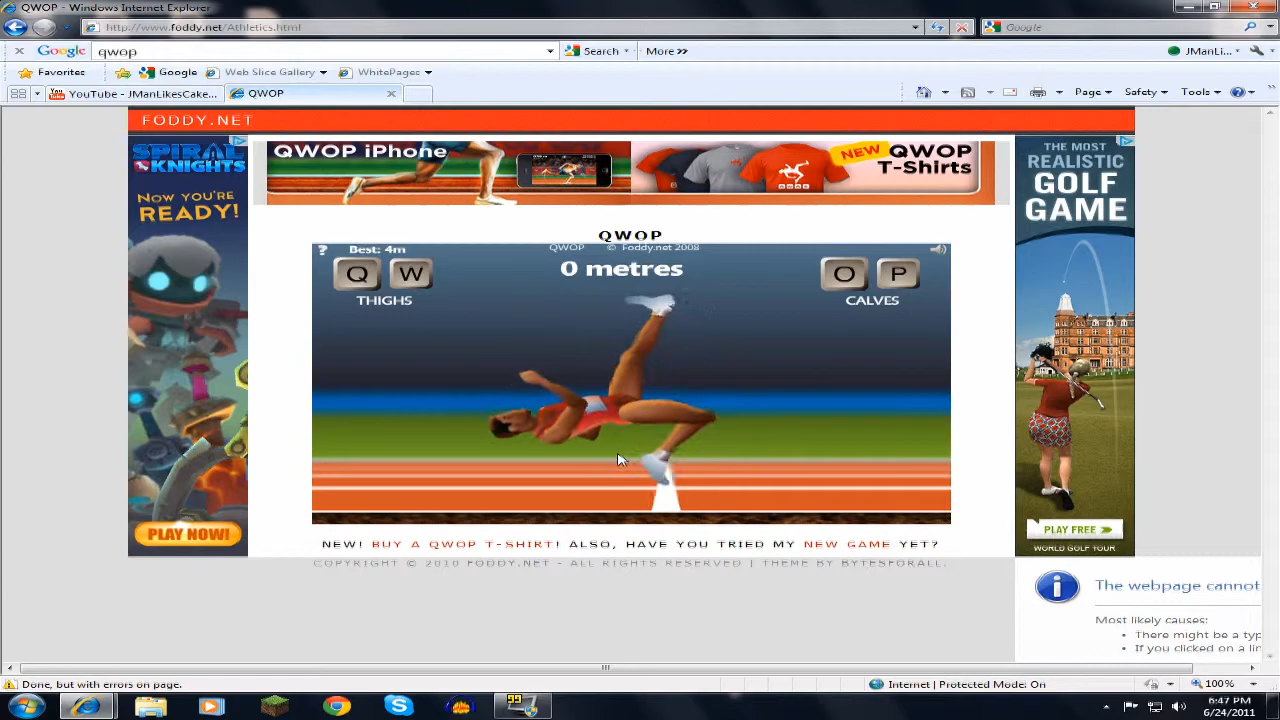 QWOP - Windows Internet Explorer
http://www.foddy.net/Athletics.html
Google
Google
qwop
Search
More »
JManLi...
Favorites
Google
Web Slice Gallery
WhitePages
YouTube - JManLikesCake...
QWOP
Page
Safety
Tools
FODDY.NET
SPIRAL KNIGHTS
NOW YOU'RE
READY!
PLAY NOW!
QWOP iPhone
NEW
QWOP
T-Shirts
THE MOST
REALISTIC
GOLF
GAME
PLAY FREE
WORLD GOLF TOUR
QWOP
? Best: 4m
QWOP © Foddy.net 2008
0 metres
Q W
THIGHS
O P
CALVES
NEW! BUY A QWOP T-SHIRT! ALSO, HAVE YOU TRIED MY NEW GAME YET?
COPYRIGHT © 2010 FODDY.NET - ALL RIGHTS RESERVED | THEME BY BYTESFORALL.
The webpage cannot
Most likely causes:
There might be a typ
If you clicked on a lin
Done, but with errors on page.
Internet | Protected Mode: On
100%
99
6:47 PM
6/24/2011